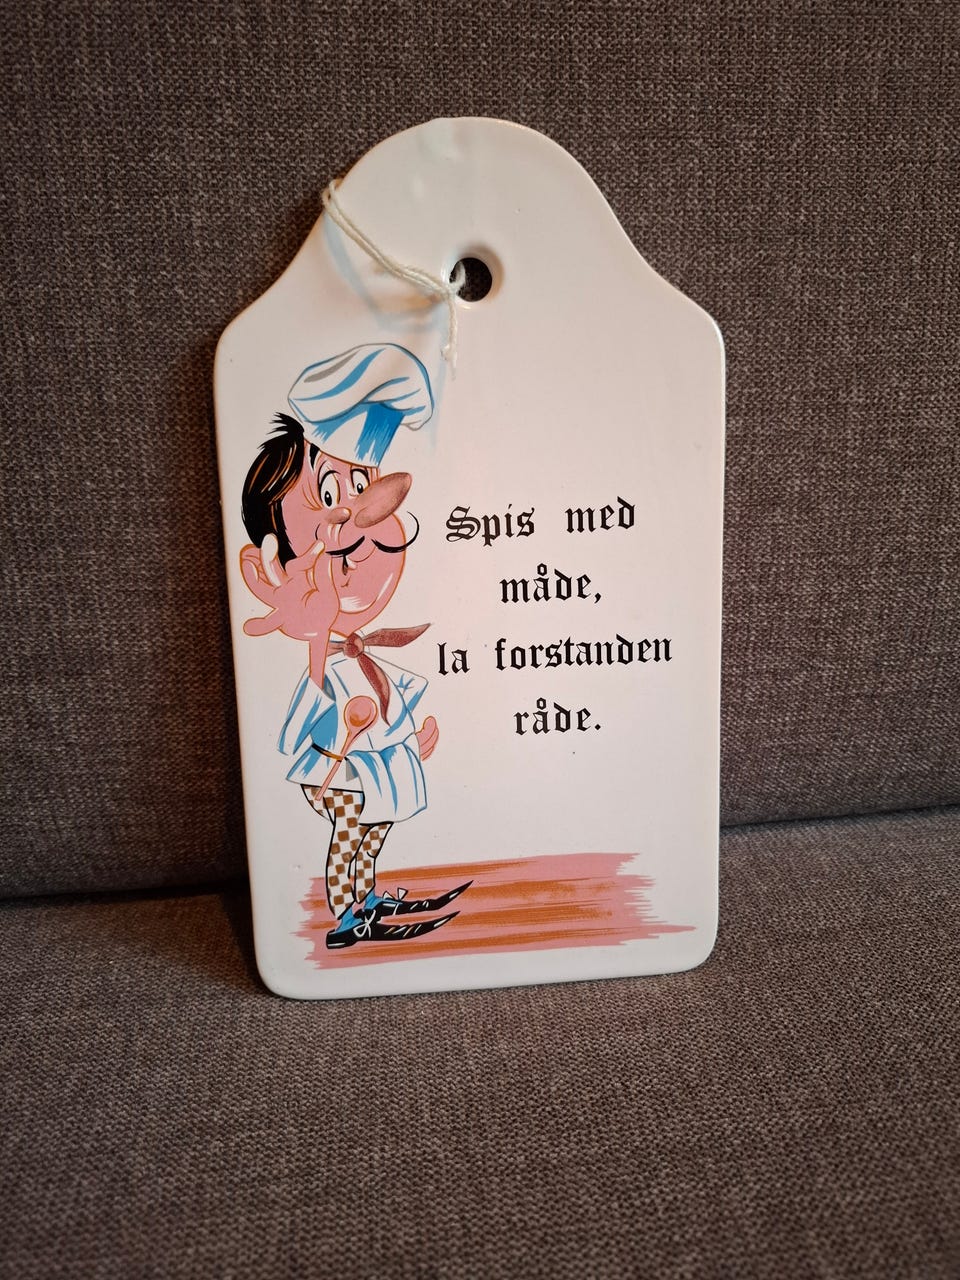 Spis med
måde,
la forstanden
råde.